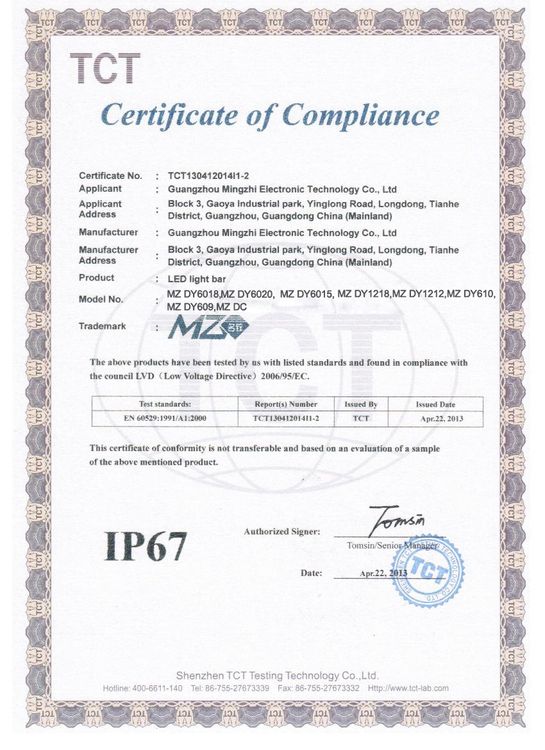 TCT
Certificate of Compliance
Certificate No. : TCT130412014I1-2
Applicant : Guangzhou Mingzhi Electronic Technology Co., Ltd
Applicant Address : Block 3, Gaoya Industrial park, Yinglong Road, Longdong, Tianhe
District, Guangzhou, Guangdong China (Mainland)
Manufacturer : Guangzhou Mingzhi Electronic Technology Co., Ltd
Manufacturer Address : Block 3, Gaoya Industrial park, Yinglong Road, Longdong, Tianhe
District, Guangzhou, Guangdong China (Mainland)
Product : LED light bar
Model No. : MZ DY6018,MZ DY6020, MZ DY6015, MZ DY1218,MZ DY1212,MZ DY610,
MZ DY609,MZ DC
Trademark : MZ
The above products have been tested by us with listed standards and found in compliance with
the council LVD (Low Voltage Directive) 2006/95/EC.
Test standards: Report(s) Number Issued By Issued Date
EN 60529:1991/A1:2000 TCT130412014I1-2 TCT Apr.22, 2013
This certificate of conformity is not transferable and based on an evaluation of a sample
of the above mentioned product.
IP67
Authorized Signer: Tomsin
Tomsin/Senior Manager
Date: Apr.22, 2013
TCT
Shenzhen TCT Testing Technology Co.,Ltd.
Hotline: 400-6611-140 Tel: 86-755-27673339 Fax: 86-755-27673332 Http://www.tct-lab.com